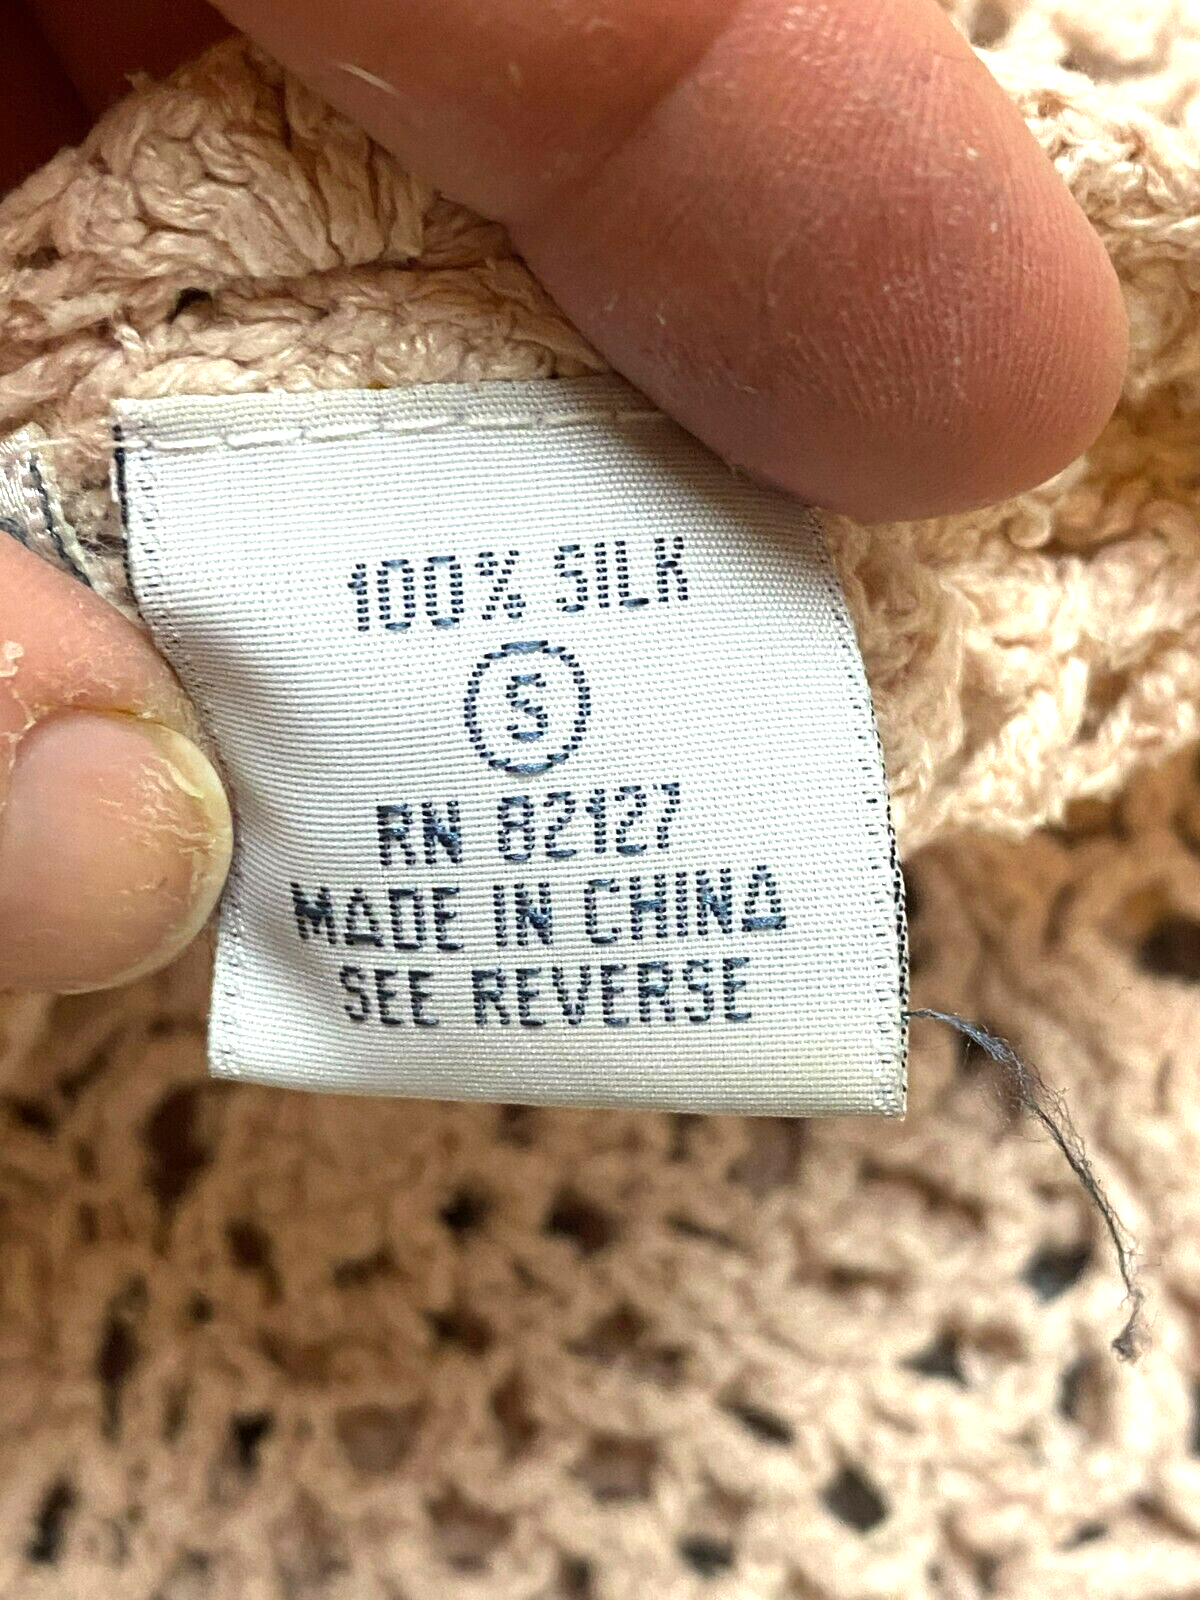 100% SILK
S
RN 82127
MADE IN CHINA
SEE REVERSE